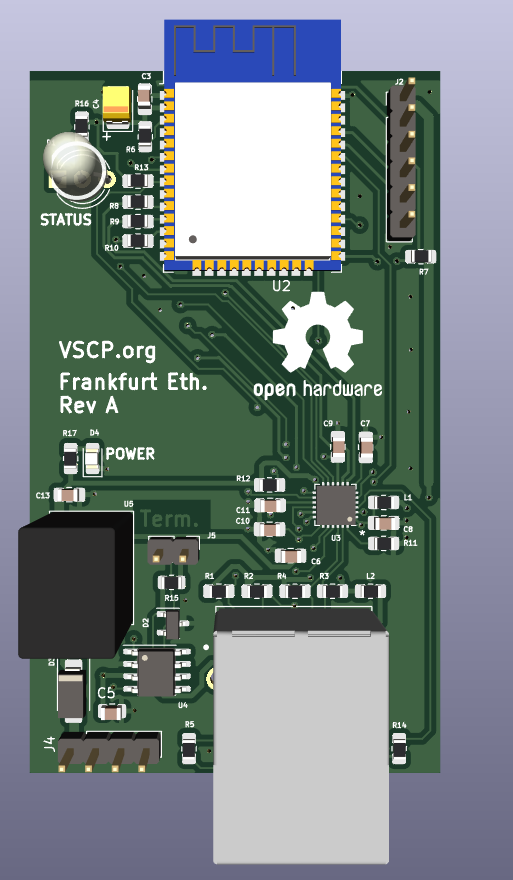 C3
J2
R16
C4
+
R6
R13
STATUS
R8
R9
R10
R7
U2
VSCP.org
Frankfurt Eth.
Rev A
open hardware
R17
D4
POWER
C9
C7
R12
C13
L1
U5
Term.
C11
C10
U3
*
C8
R11
J5
C6
R15
R1
R2
R4
R3
L2
D2
U4
C5
J4
R5
R14